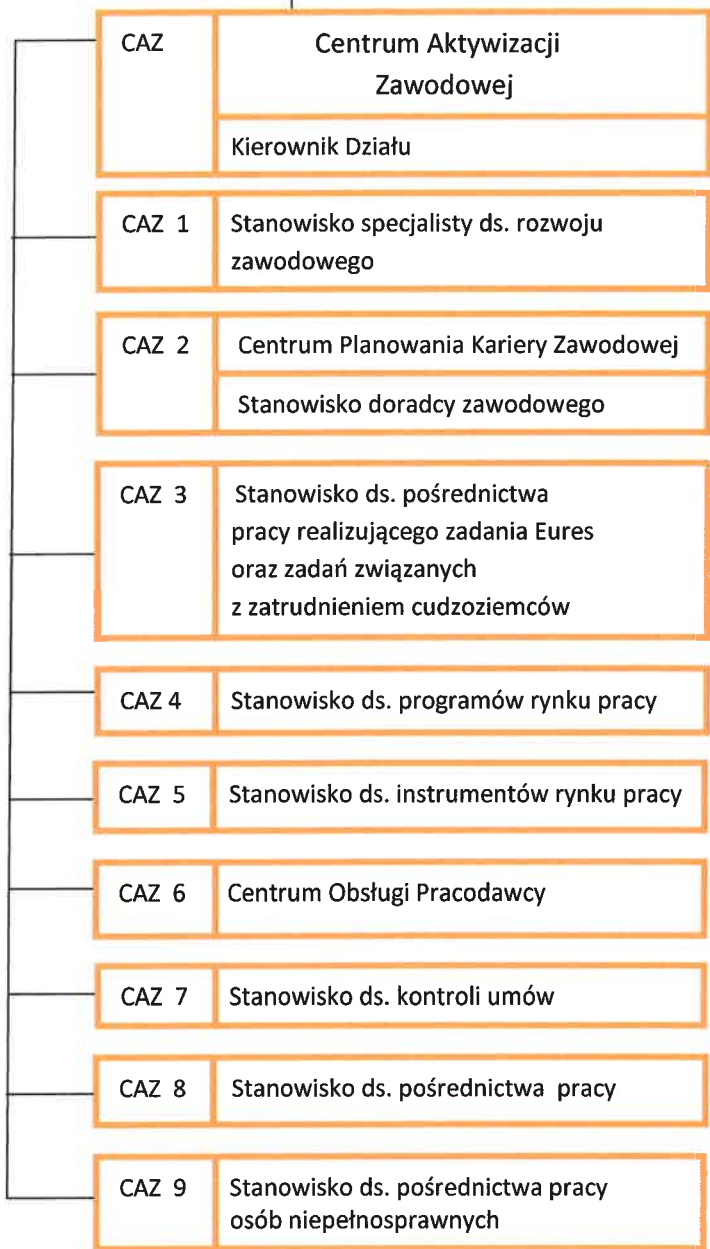 CAZ
Centrum Aktywizacji
Zawodowej
Kierownik Działu
CAZ 1
Stanowisko specjalisty ds. rozwoju
zawodowego
CAZ 2
Centrum Planowania Kariery Zawodowej
Stanowisko doradcy zawodowego
CAZ 3
Stanowisko ds. pośrednictwa
pracy realizującego zadania Eures
oraz zadań związanych
z zatrudnieniem cudzoziemców
CAZ 4
Stanowisko ds. programów rynku pracy
CAZ 5
Stanowisko ds. instrumentów rynku pracy
CAZ 6
Centrum Obsługi Pracodawcy
CAZ 7
Stanowisko ds. kontroli umów
CAZ 8
Stanowisko ds. pośrednictwa pracy
CAZ 9
Stanowisko ds. pośrednictwa pracy
osób niepełnosprawnych